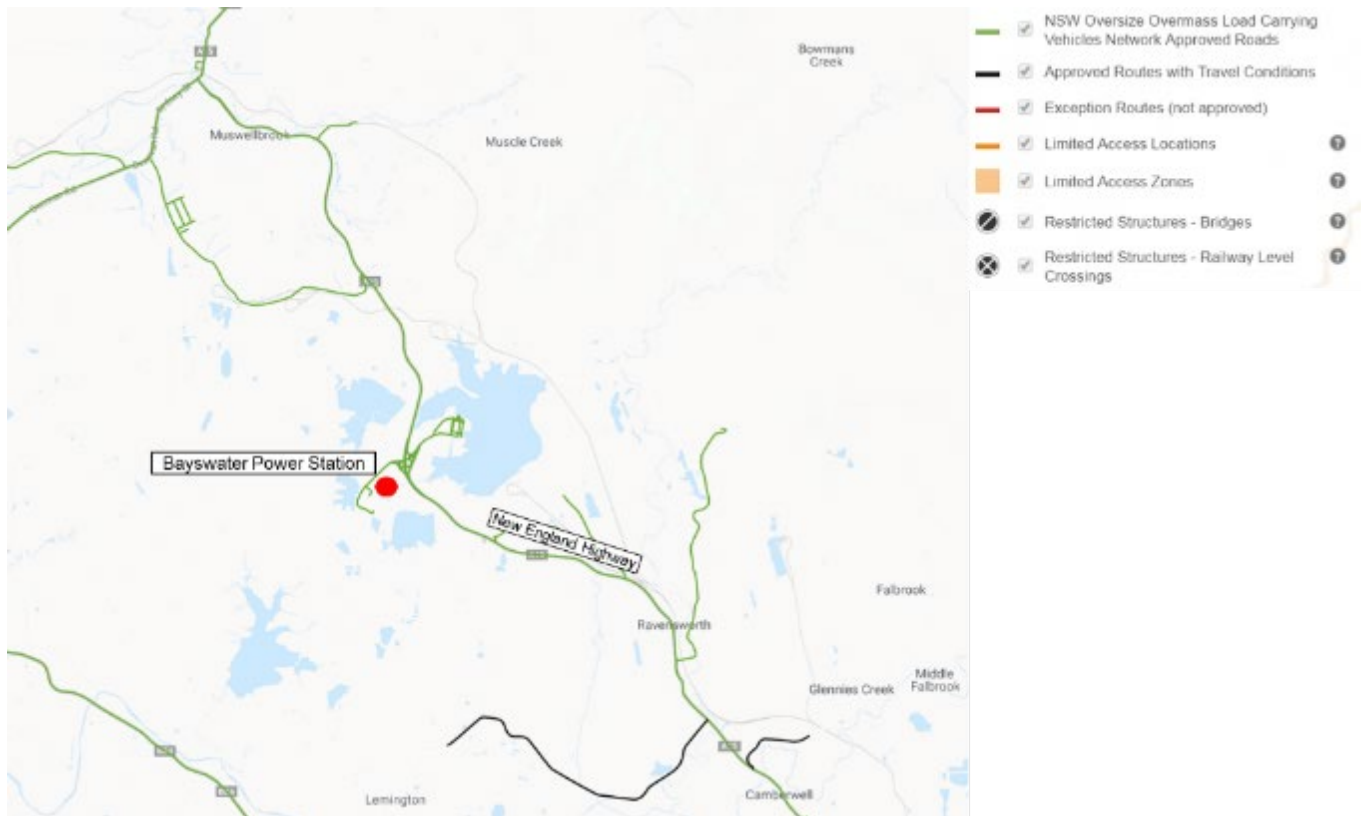 Bowmans
Creek
Muswellbrook
Muscle Creek
Bayswater Power Station
New England Highway
Falbrook
Ravensworth
Middle
Falbrook
Glennies Creek
Lemington
Camberwell
NSW Oversize Overmass Load Carrying
Vehicles Network Approved Roads
Approved Routes with Travel Conditions
Exception Routes (not approved)
Limited Access Locations
?
Limited Access Zones
?
Restricted Structures - Bridges
?
Restricted Structures - Railway Level
Crossings
?